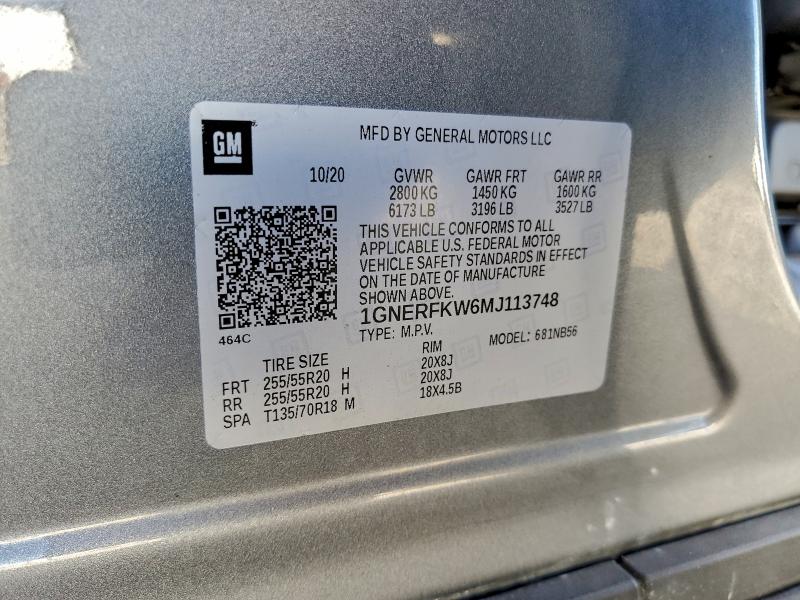 GM
MFD BY GENERAL MOTORS LLC
10/20 GVWR GAWR FRT GAWR RR
2800 KG 1450 KG 1600 KG
6173 LB 3196 LB 3527 LB
THIS VEHICLE CONFORMS TO ALL
APPLICABLE U.S. FEDERAL MOTOR
VEHICLE SAFETY STANDARDS IN EFFECT
ON THE DATE OF MANUFACTURE
SHOWN ABOVE.
1GNERFKW6MJ113748
TYPE: M.P.V. MODEL: 681NB56
464C
TIRE SIZE RIM
FRT 255/55R20 H 20X8J
RR 255/55R20 H 20X8J
SPA T135/70R18 M 18X4.5B